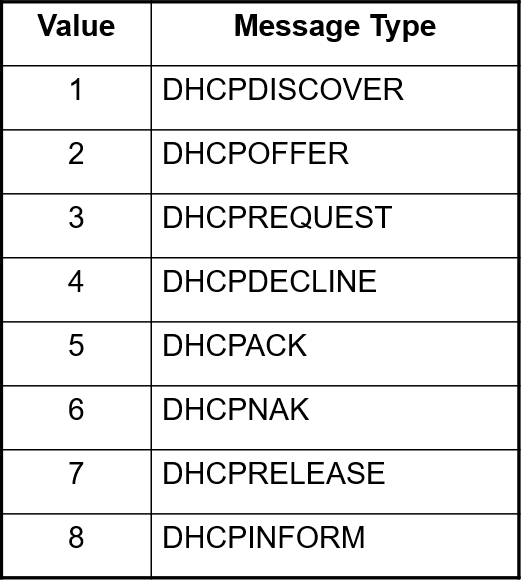 Value Message Type
1 DHCPDISCOVER
2 DHCPOFFER
3 DHCPREQUEST
4 DHCPDECLINE
5 DHCPACK
6 DHCPNAK
7 DHCPRELEASE
8 DHCPINFORM